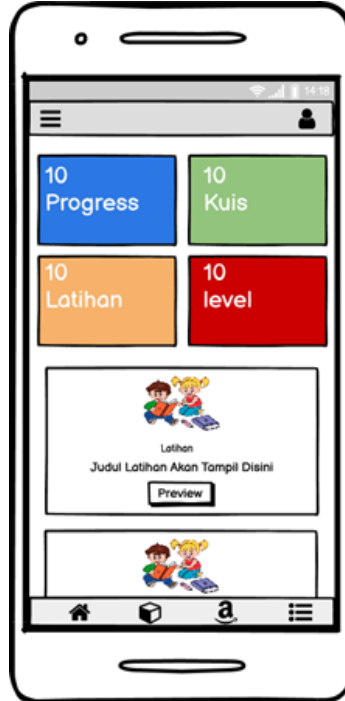 14:18
10
Progress
10
Kuis
10
Latihan
10
level
Latihan
Judul Latihan Akan Tampil Disini
Preview
a